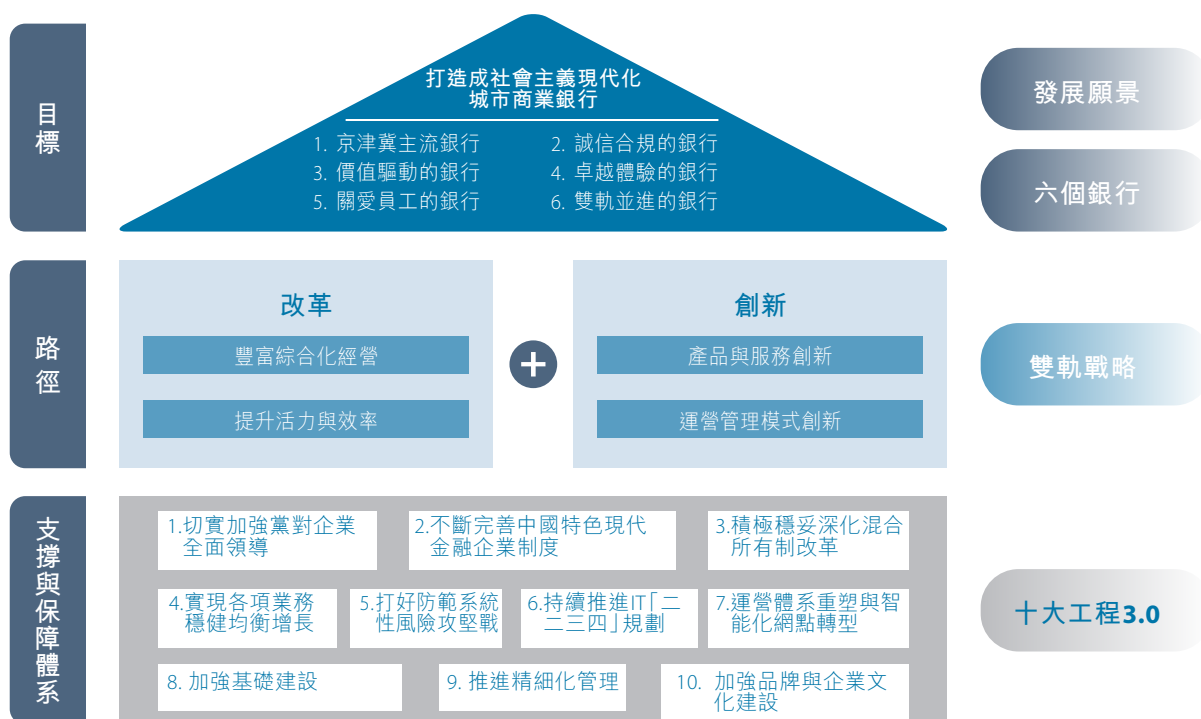 目標
打造成社會主義現代化
城市商業銀行
1. 京津冀主流銀行
2. 誠信合規的銀行
3. 價值驅動的銀行
4. 卓越體驗的銀行
5. 關愛員工的銀行
6. 雙軌並進的銀行
發展願景
六個銀行
路徑
改革
豐富綜合化經營
提升活力與效率
+
創新
產品與服務創新
運營管理模式創新
雙軌戰略
支撐與保障體系
1.切實加強黨對企業
全面領導
2.不斷完善中國特色現代
金融企業制度
3.積極穩妥深化混合
所有制改革
4.實現各項業務
穩健均衡增長
5.打好防範系統
性風險攻堅戰
6.持續推進IT「二
二三四」規劃
7.運營體系重塑與智
能化網點轉型
8. 加強基礎建設
9. 推進精細化管理
10. 加強品牌與企業文
化建設
十大工程3.0